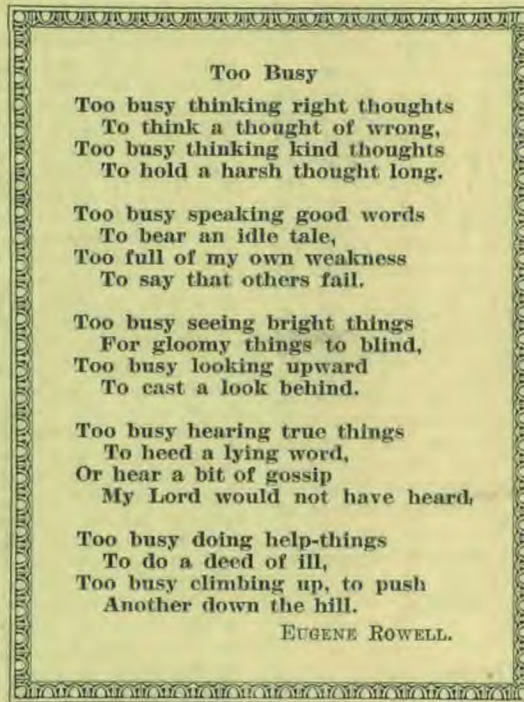 Too Busy
Too busy thinking right thoughts
To think a thought of wrong,
Too busy thinking kind thoughts
To hold a harsh thought long.
Too busy speaking good words
To bear an idle tale,
Too full of my own weakness
To say that others fail.
Too busy seeing bright things
For gloomy things to blind,
Too busy looking upward
To cast a look behind.
Too busy hearing true things
To heed a lying word,
Or hear a bit of gossip
My Lord would not have heard,
Too busy doing help-things
To do a deed of ill,
Too busy climbing up, to push
Another down the hill.
EUGENE ROWELL.